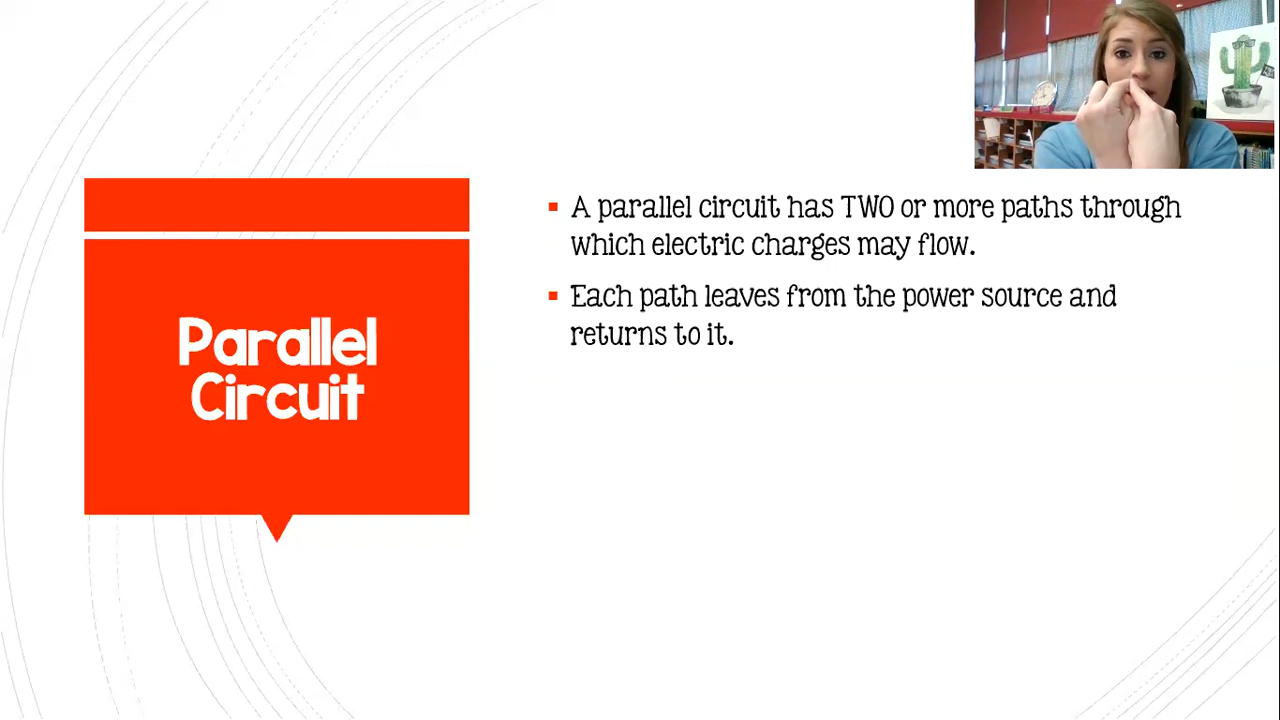 Parallel
Circuit
A parallel circuit has TWO or more paths through
which electric charges may flow.
Each path leaves from the power source and
returns to it.